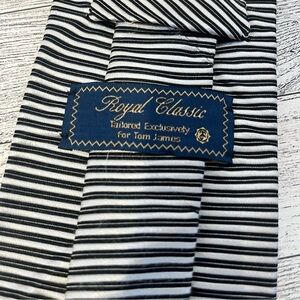 Royal Classic
Tailored Exclusively
for Tom James